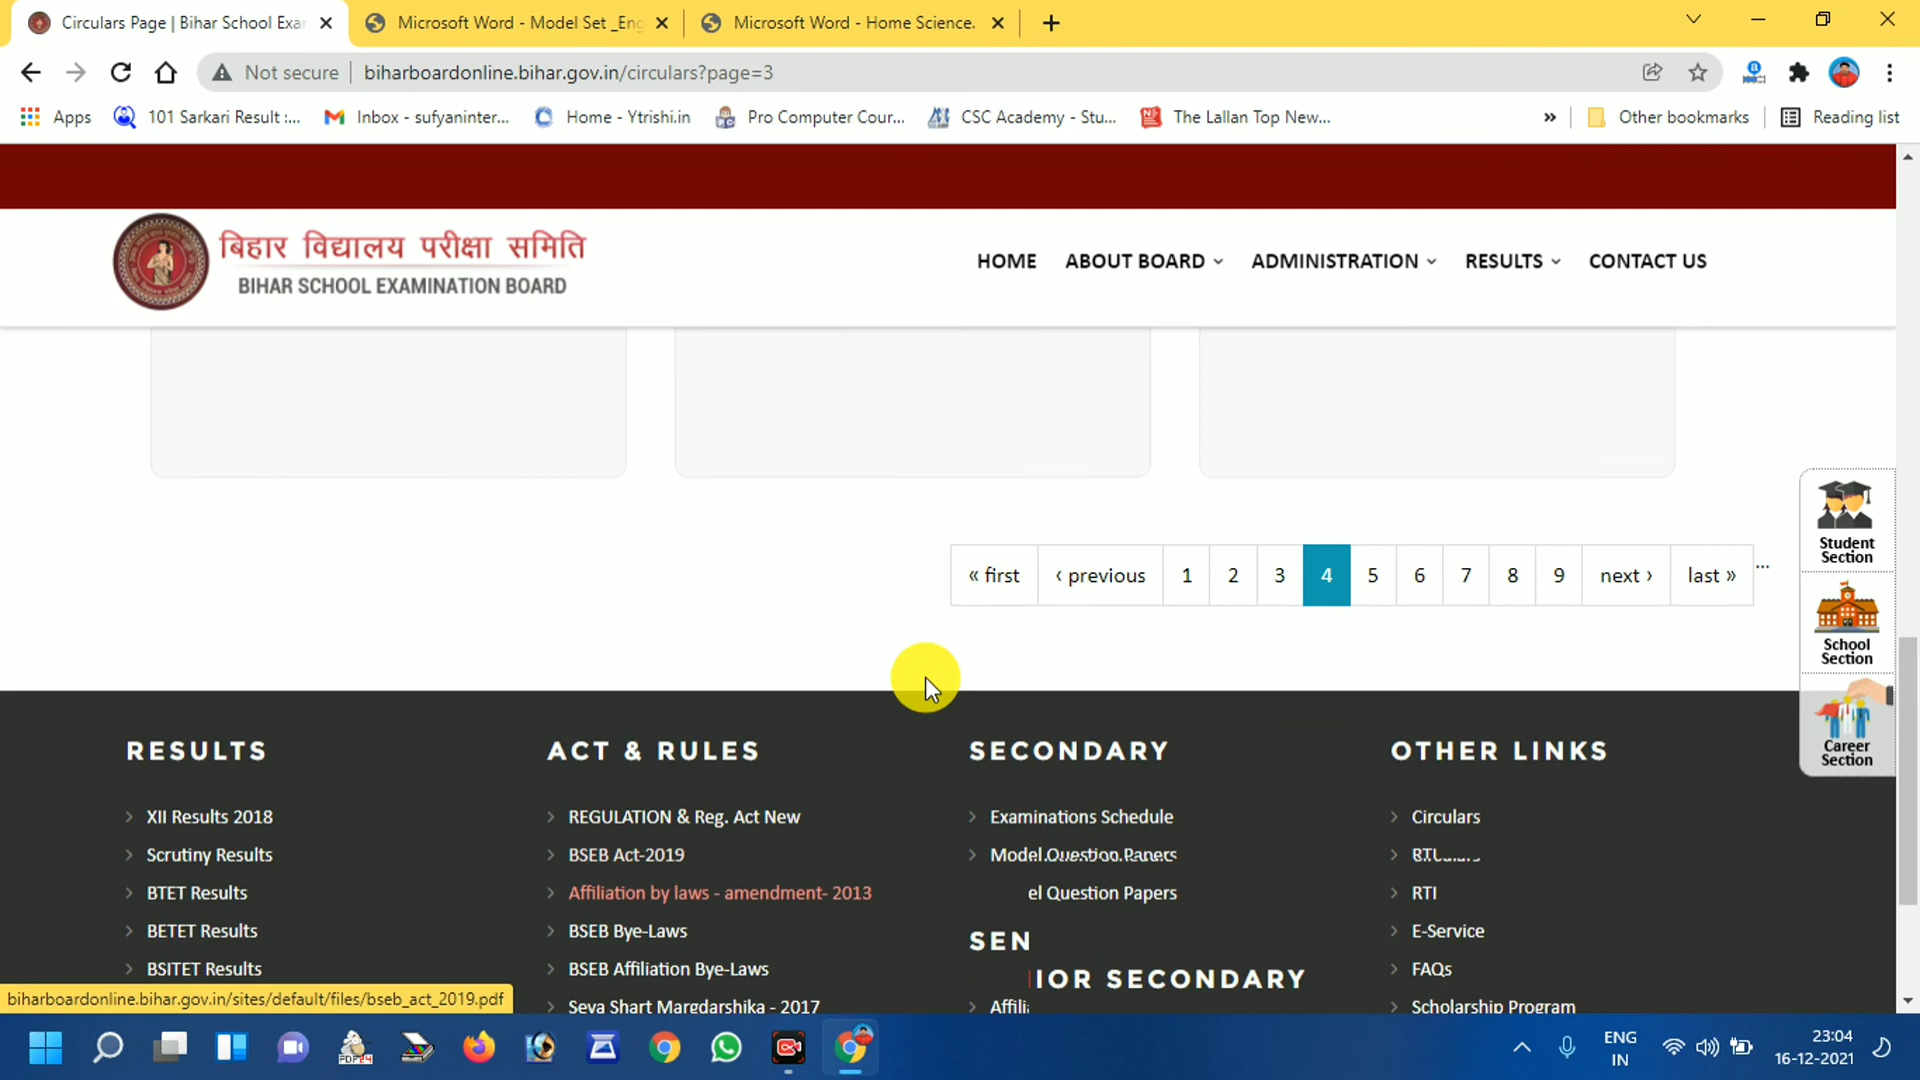 Circulars Page | Bihar School Exar
Microsoft Word - Model Set _Eng
Microsoft Word - Home Science.
Not secure
biharboardonline.bihar.gov.in/circulars?page=3
Apps
101 Sarkari Result :...
Inbox - sufyaninter...
Home - Ytrishi.in
Pro Computer Cour...
CSC Academy - Stu...
The Lallan Top New...
»
Other bookmarks
Reading list
बिहार विद्यालय परीक्षा समिति
BIHAR SCHOOL EXAMINATION BOARD
HOME ABOUT BOARD ADMINISTRATION RESULTS CONTACT US
« first ‹ previous 1 2 3 4 5 6 7 8 9 next › last » ...
Student
Section
School
Section
Career
Section
RESULTS
XII Results 2018
Scrutiny Results
BTET Results
BETET Results
BSITET Results
ACT & RULES
REGULATION & Reg. Act New
BSEB Act-2019
Affiliation by laws - amendment- 2013
BSEB Bye-Laws
BSEB Affiliation Bye-Laws
Seva Shart Margdarshika - 2017
SECONDARY
Examinations Schedule
Model Question Papers
el Question Papers
SEN
IOR SECONDARY
Affili
OTHER LINKS
Circulars
RTI
E-Service
FAQs
Scholarship Program
biharboardonline.bihar.gov.in/sites/default/files/bseb_act_2019.pdf
PDF24
ENG
IN
23:04
16-12-2021